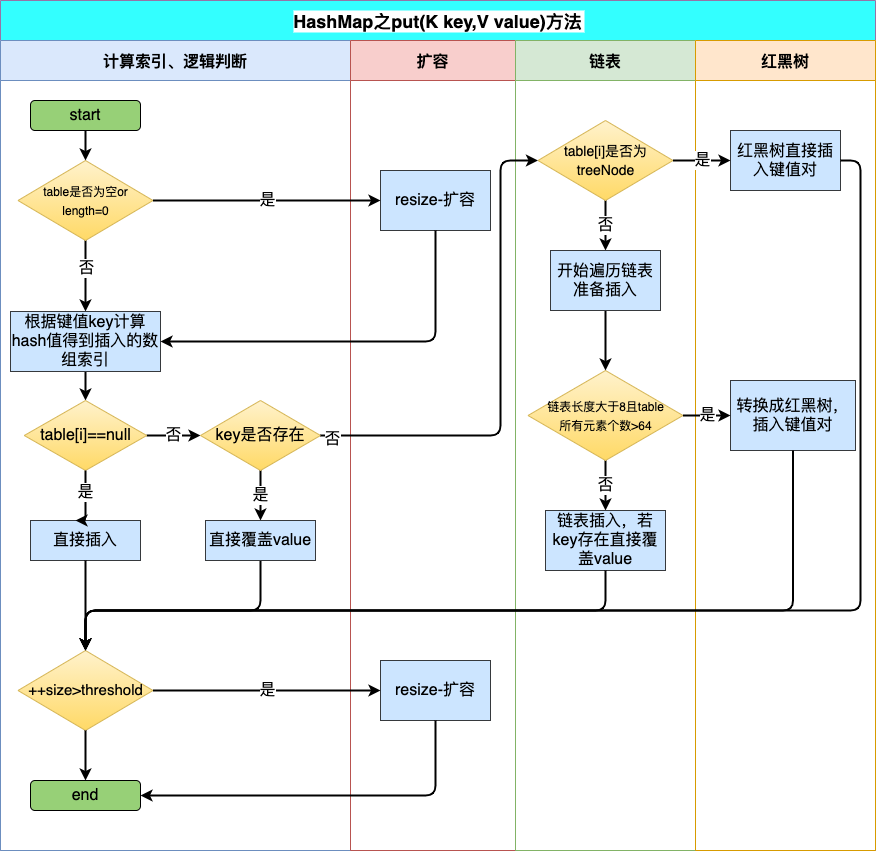 HashMap之put(K key,V value)方法
计算索引、逻辑判断
扩容
链表
红黑树
start
table是否为空or
length=0
是
resize-扩容
否
根据键值key计算
hash值得到插入的数
组索引
table[i]==null
否
key是否存在
否
是
直接插入
是
直接覆盖value
table[i]是否为
treeNode
是
红黑树直接插
入键值对
否
开始遍历链表
准备插入
链表长度大于8且table
所有元素个数>64
是
转换成红黑树，
插入键值对
否
链表插入，若
key存在直接覆
盖value
++size>threshold
是
resize-扩容
end